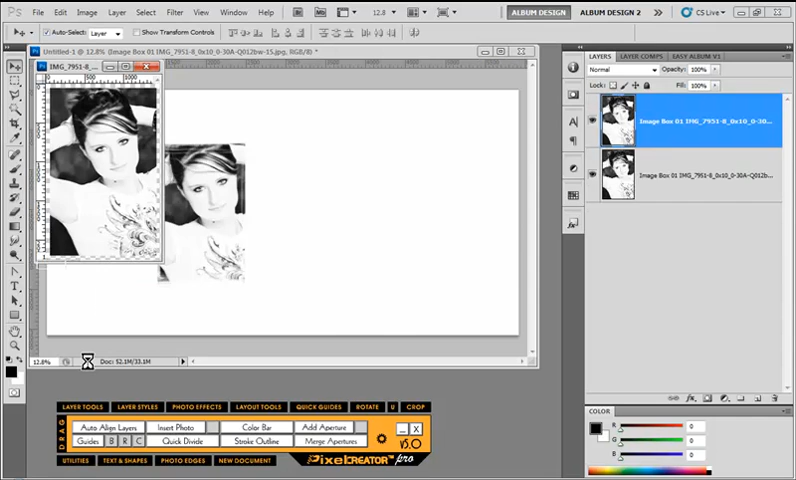 File Edit Image Layer Select Filter View Window Help 12.8 ALBUM DESIGN ALBUM DESIGN 2 CS Live
Auto-Select: Layer Show Transform Controls
Untitled-1 @ 12.8% (Image Box 01 IMG_7951-8_0x10_0-30A-Q012bw-15.jpg, RGB/8) *
IMG_7951-8_...
0 500 1000
LAYERS LAYER COMPS EASY ALBUM V1
Normal Opacity: 100%
Lock: Fill: 100%
Image Box 01 IMG_7951-8_0x10_0-30...
Image Box 01 IMG_7951-8_0x10_0-30A-Q012b...
12.8% Doc: 52.1M/33.1M
LAYER TOOLS LAYER STYLES PHOTO EFFECTS LAYOUT TOOLS QUICK GUIDES ROTATE U CROP
DRAG
Auto Align Layers Insert Photo Color Bar Add Aperture _ X
Guides B R C Quick Divide Stroke Outline Merge Apertures v5.0
UTILITIES TEXT & SHAPES PHOTO EDGES NEW DOCUMENT PixelCREATOR™ pro
COLOR
R 0
G 0
B 0